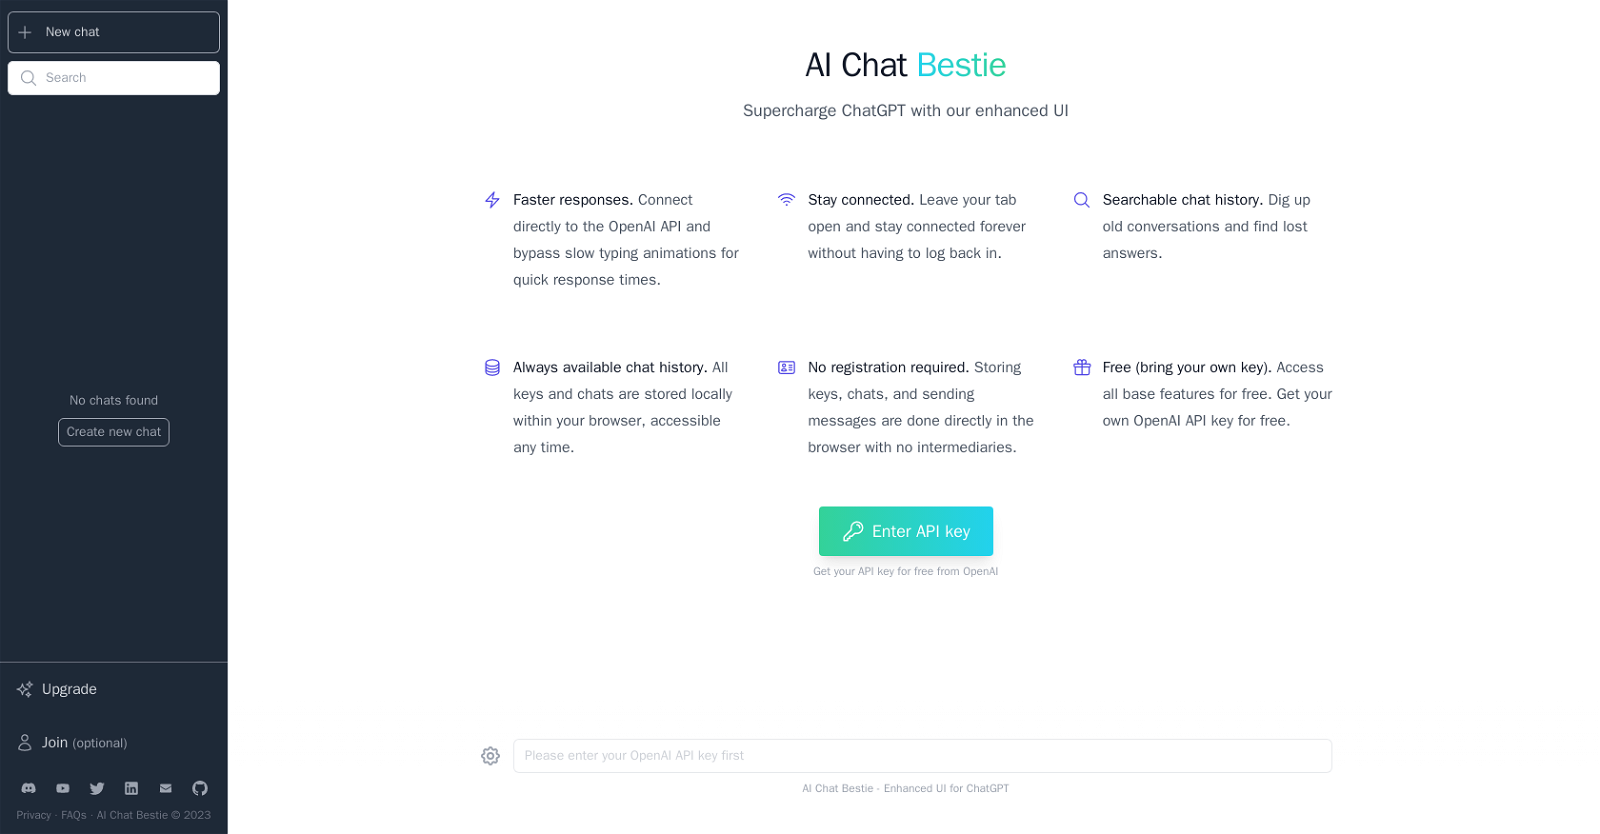 New chat
Search
No chats found
Create new chat
Upgrade
Join (optional)
Privacy · FAQs · AI Chat Bestie © 2023
AI Chat Bestie
Supercharge ChatGPT with our enhanced UI
Faster responses. Connect
directly to the OpenAI API and
bypass slow typing animations for
quick response times.
Stay connected. Leave your tab
open and stay connected forever
without having to log back in.
Searchable chat history. Dig up
old conversations and find lost
answers.
Always available chat history. All
keys and chats are stored locally
within your browser, accessible
any time.
No registration required. Storing
keys, chats, and sending
messages are done directly in the
browser with no intermediaries.
Free (bring your own key). Access
all base features for free. Get your
own OpenAI API key for free.
Enter API key
Get your API key for free from OpenAI
Please enter your OpenAI API key first
AI Chat Bestie - Enhanced UI for ChatGPT